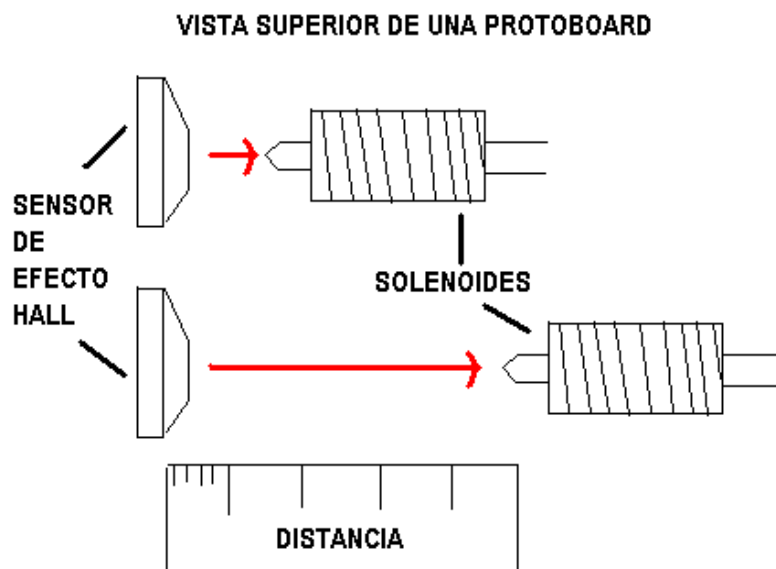 VISTA SUPERIOR DE UNA PROTOBOARD
SENSOR
DE
EFECTO
HALL
SOLENOIDES
DISTANCIA